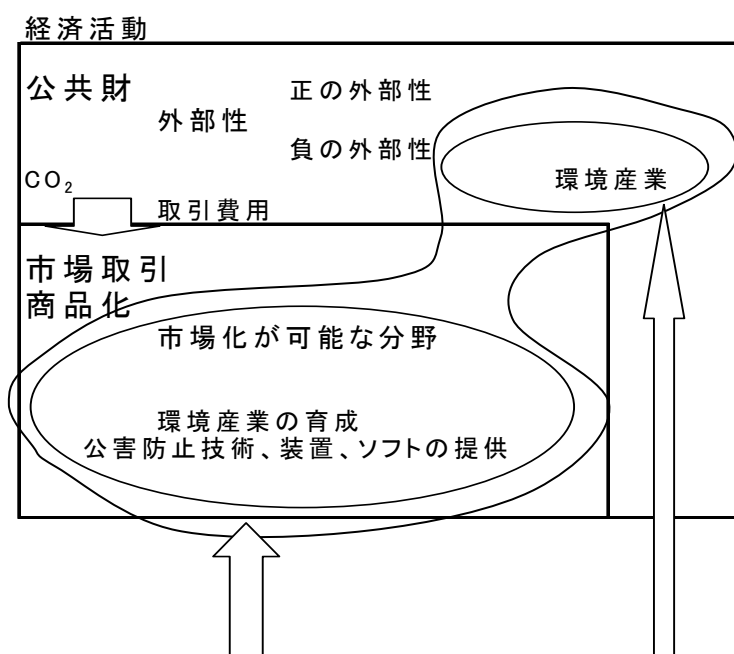 経済活動
公共財
正の外部性
外部性
負の外部性
CO₂
環境産業
取引費用
市場取引
商品化
市場化が可能な分野
環境産業の育成
公害防止技術、装置、ソフトの提供